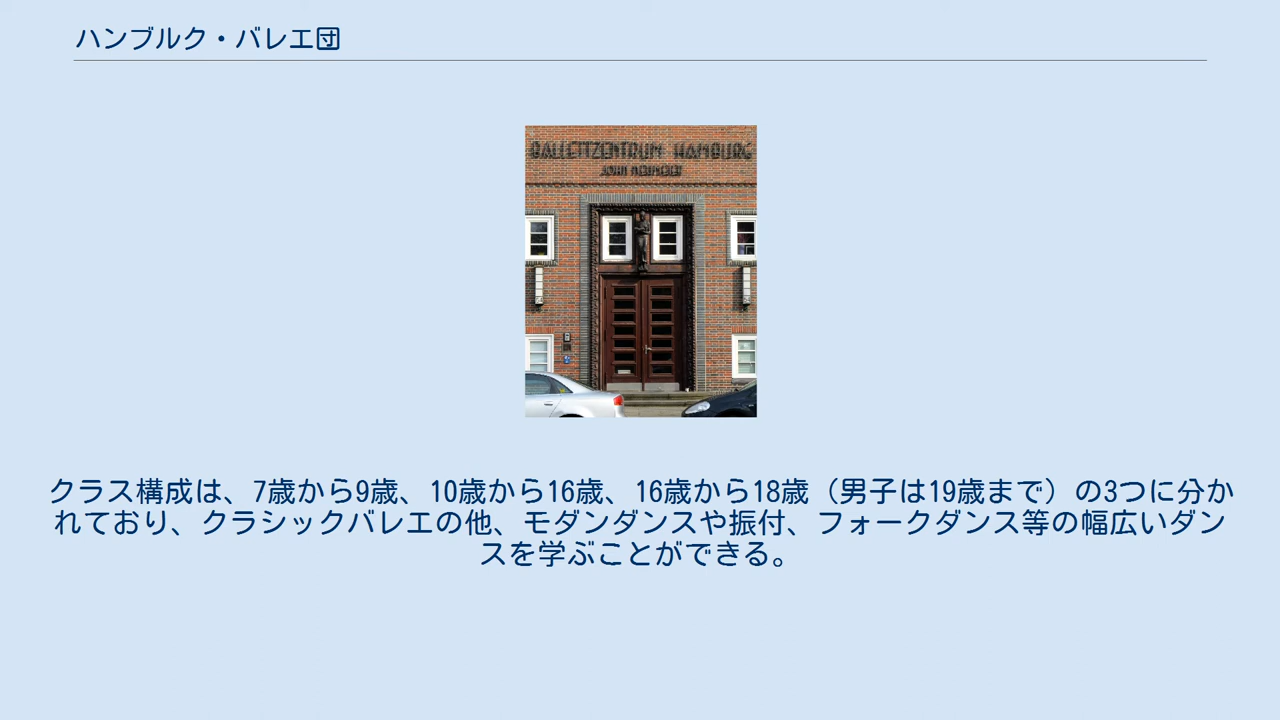 ハンブルク・バレエ団
BALLETTZENTRUM HAMBURG
JOHN NEUMEIER
クラス構成は、7歳から9歳、10歳から16歳、16歳から18歳（男子は19歳まで）の3つに分か
れており、クラシックバレエの他、モダンダンスや振付、フォークダンス等の幅広いダン
スを学ぶことができる。